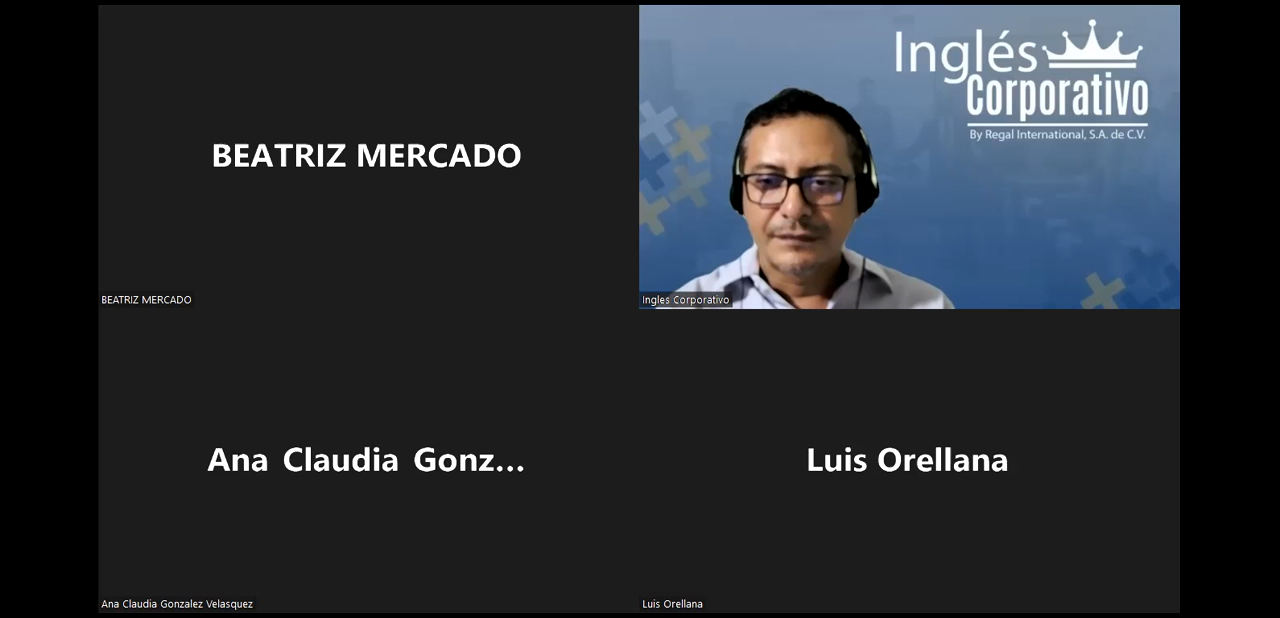 BEATRIZ MERCADO
BEATRIZ MERCADO
Inglés
Corporativo
By Regal International, S.A. de C.V.
Ingles Corporativo
Ana Claudia Gonz...
Ana Claudia Gonzalez Velasquez
Luis Orellana
Luis Orellana